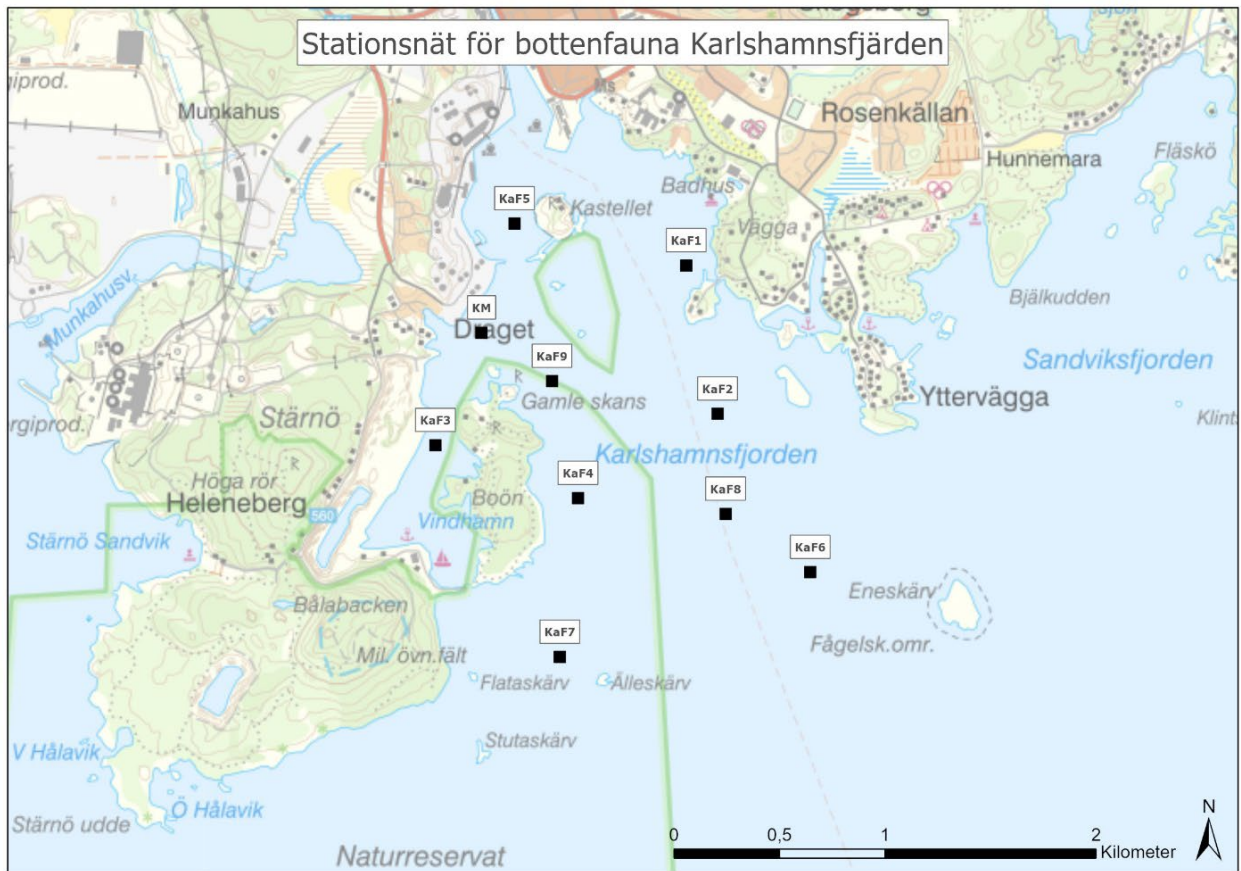 Stationsnät för bottenfauna Karlshamnsfjärden
Munkahus
Ms
Rosenkällan
Hunnemara
Fläskö
Badhus
KaF5
Kastellet
Vägga
KaF1
Munkahusv.
Bjälkudden
KM
Draget
KaF9
Sandviksfjorden
Gamle skans
KaF2
Yttervägga
Stärnö
KaF3
Karlshamnsfjorden
Höga rör
Heleneberg
KaF4
Boön
560
Vindhamn
KaF8
Stärnö Sandvik
KaF6
Eneskärv
Bålabacken
Fågelsk.omr.
Mil. övn.fält
KaF7
Flataskärv
Älleskärv
Stutaskärv
V Hålavik
Ö Hålavik
Stärnö udde
Naturreservat
N
0 0,5 1 2
Kilometer